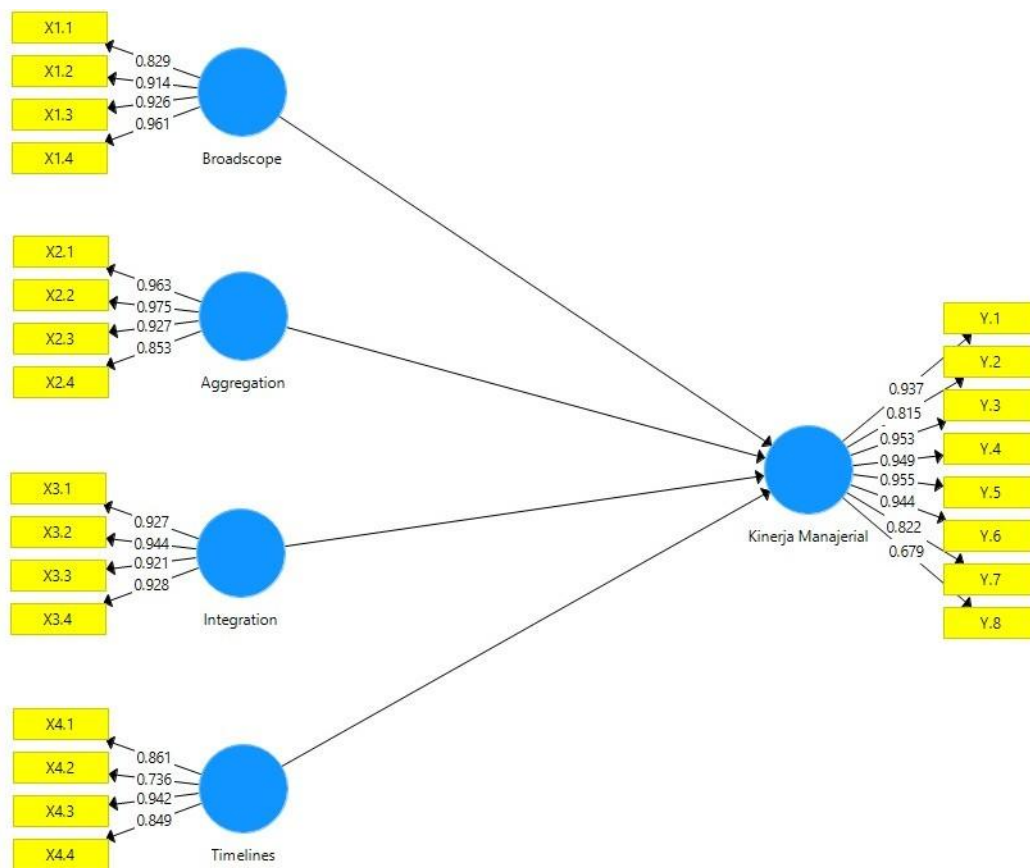 X1.1
0.829
X1.2
0.914
0.926
X1.3
0.961
X1.4
Broadscope
X2.1
0.963
X2.2
0.975
X2.3
0.927
0.853
X2.4
Aggregation
X3.1
0.927
X3.2
0.944
X3.3
0.921
0.928
X3.4
Integration
X4.1
0.861
X4.2
0.736
X4.3
0.942
0.849
X4.4
Timelines
Kinerja Manajerial
Y.1
0.937
Y.2
0.815
Y.3
0.953
Y.4
0.949
Y.5
0.955
0.944
Y.6
0.822
Y.7
0.679
Y.8